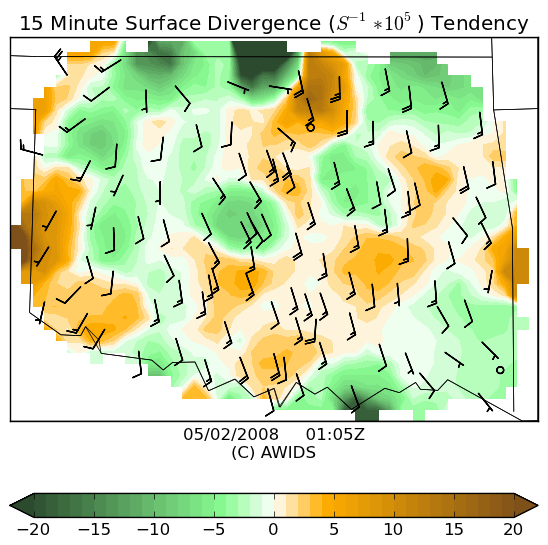 15 Minute Surface Divergence (S⁻¹ *10⁵ ) Tendency
05/02/2008 01:05Z
(C) AWIDS
−20 −15 −10 −5 0 5 10 15 20